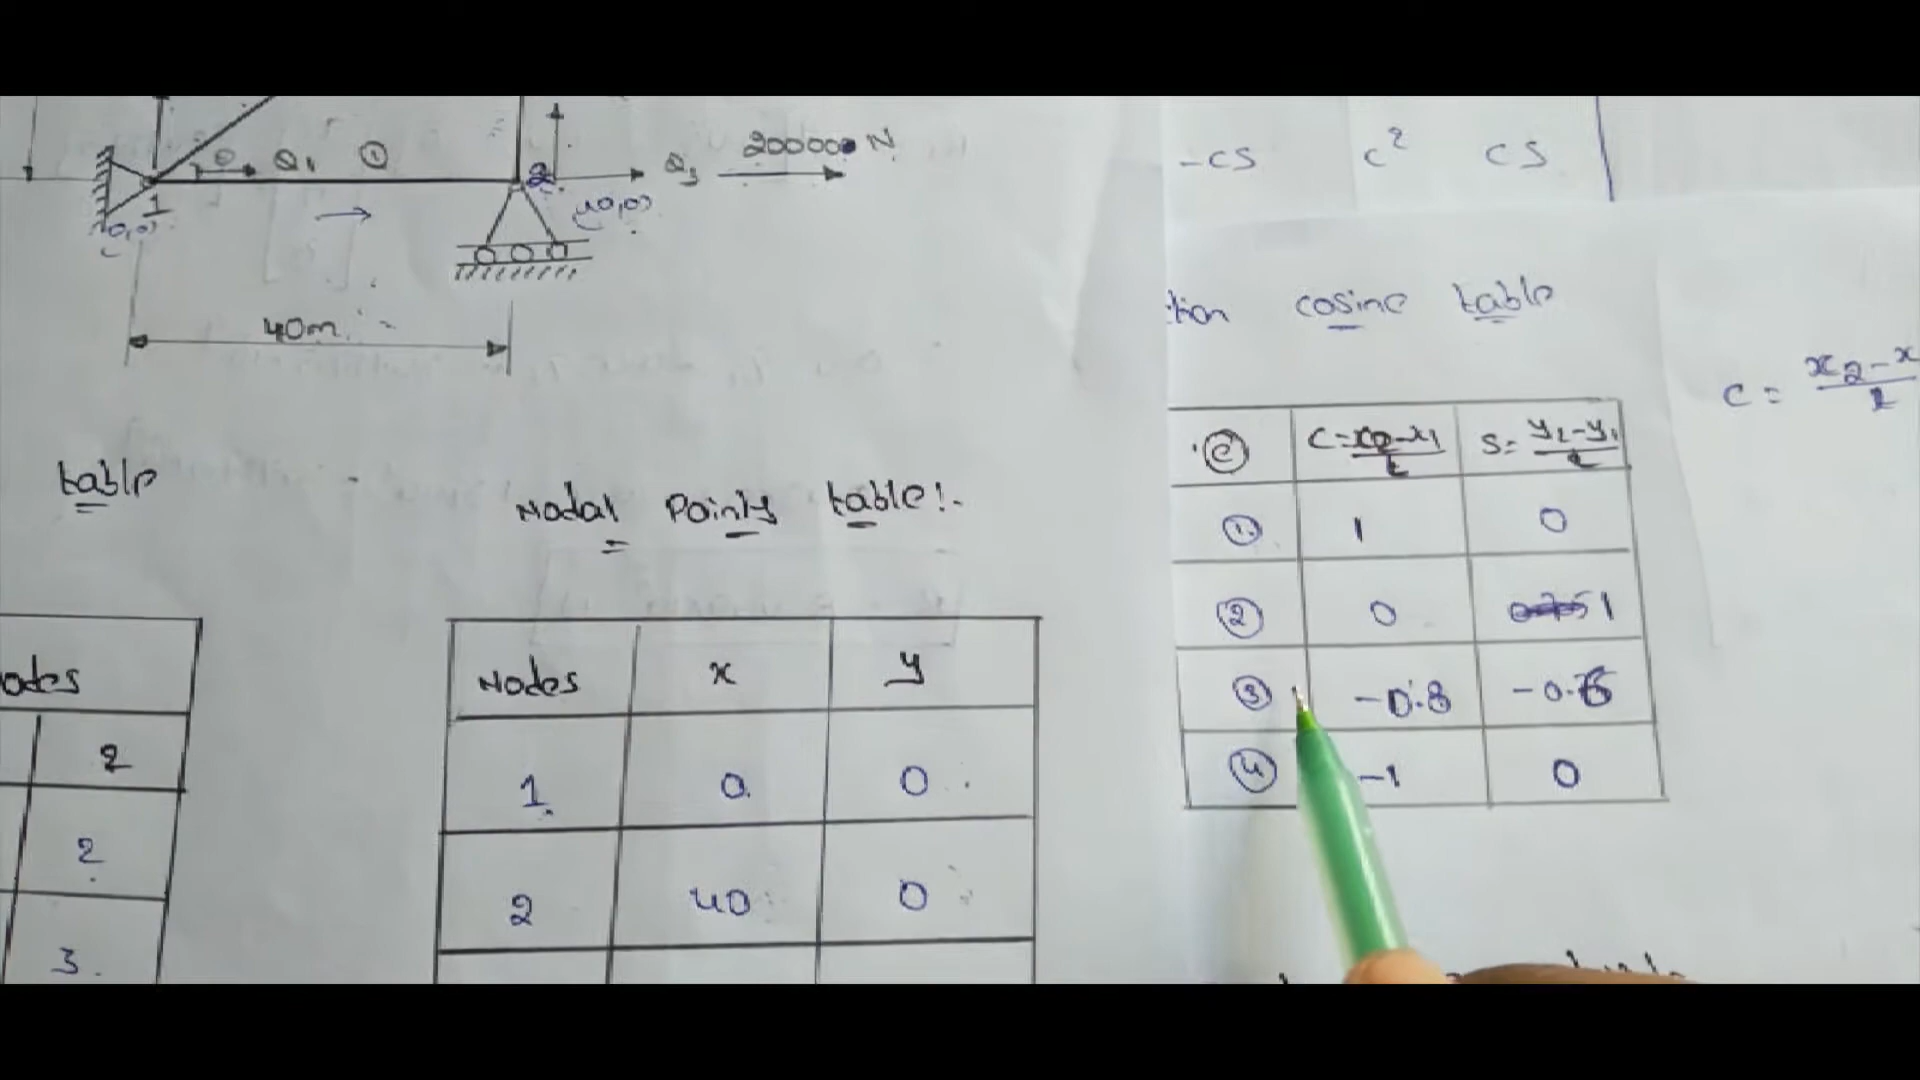 θ Q₁ ① 2 Q₃ 200000 N
1 (0,0) (40,0)
40m
table
Nodal Points table:-
odes
2
2
3
Nodes x y
1 0 0
2 40 0
-cs c² cs
tion cosine table
c = x₂-x / l
ⓔ C=x₂-x₁/l S=y₂-y₁/l
① 1 0
② 0 1
③ -0.8 -0.6
④ -1 0